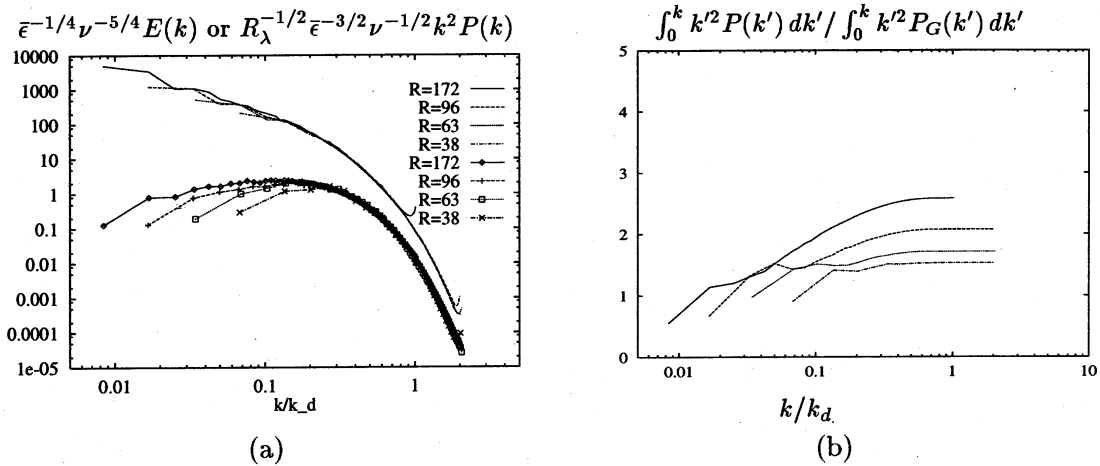 ε̄^{-1/4}ν^{-5/4}E(k) or R_λ^{-1/2}ε̄^{-3/2}ν^{-1/2}k²P(k)
10000
1000
100
10
1
0.1
0.01
0.001
0.0001
1e-05
R=172
R=96
R=63
R=38
R=172
R=96
R=63
R=38
0.01 0.1 1
k/k_d
(a)
∫₀ᵏ k′²P(k′) dk′/ ∫₀ᵏ k′²P_G(k′) dk′
5
4
3
2
1
0
0.01 0.1 1 10
k/k_d
(b)